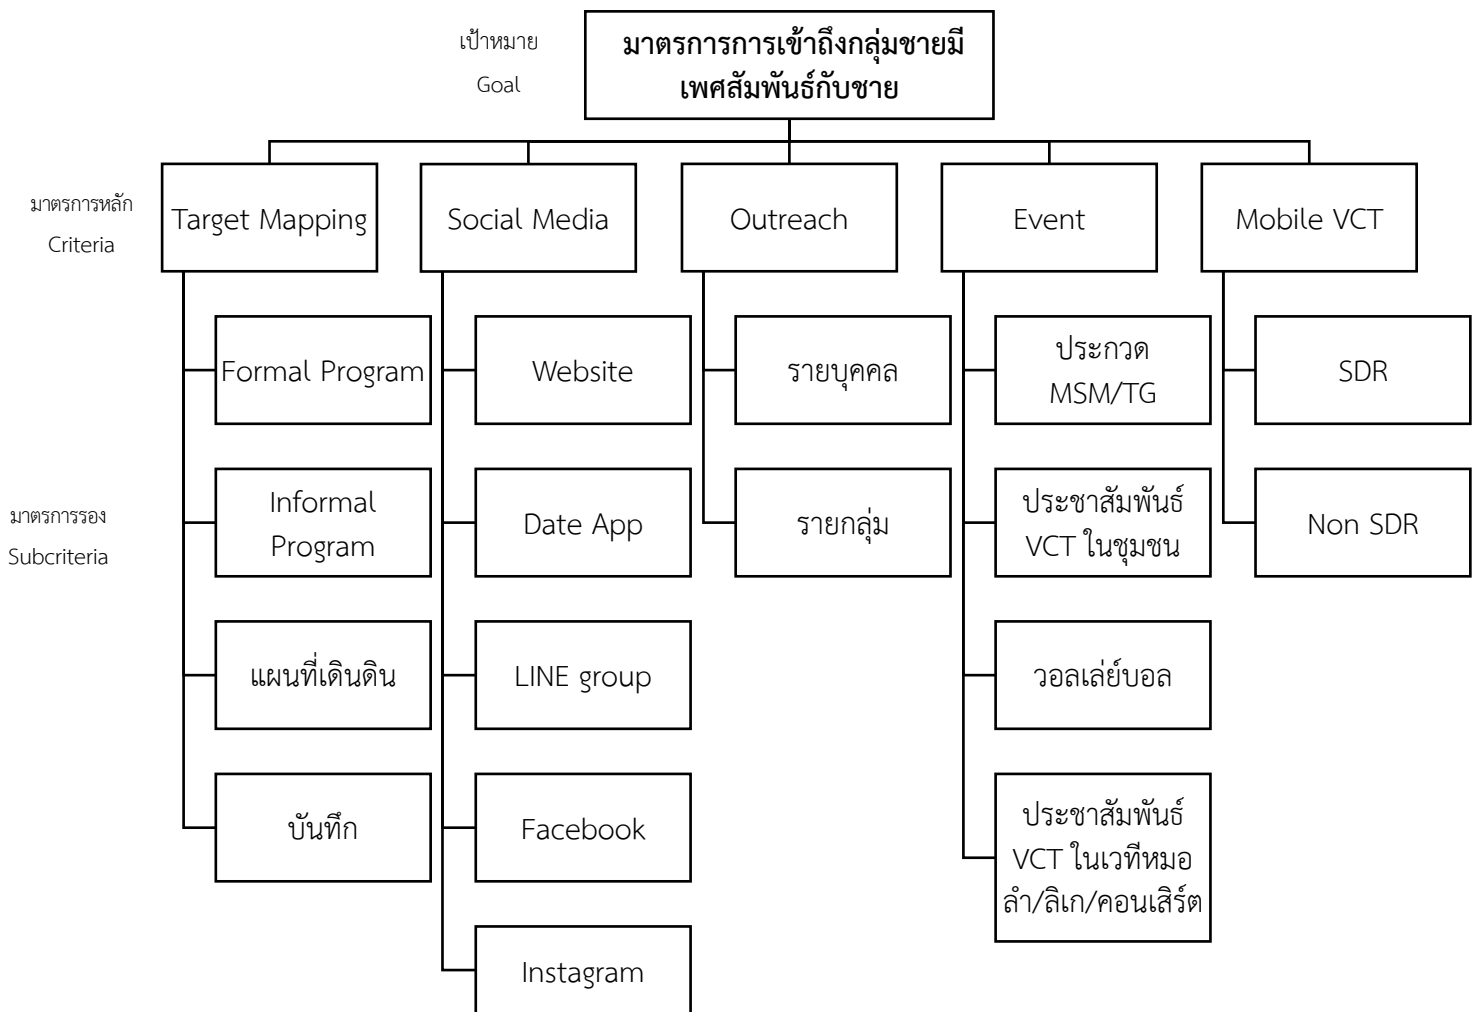 เป้าหมาย
Goal
มาตรการการเข้าถึงกลุ่มชายมี
เพศสัมพันธ์กับชาย
มาตรการหลัก
Criteria
Target Mapping
Social Media
Outreach
Event
Mobile VCT
มาตรการรอง
Subcriteria
Formal Program
Informal
Program
แผนที่เดินดิน
บันทึก
Website
Date App
LINE group
Facebook
Instagram
รายบุคคล
รายกลุ่ม
ประกวด
MSM/TG
ประชาสัมพันธ์
VCT ในชุมชน
วอลเล่ย์บอล
ประชาสัมพันธ์
VCT ในเวทีหมอ
ลำ/ลิเก/คอนเสิร์ต
SDR
Non SDR